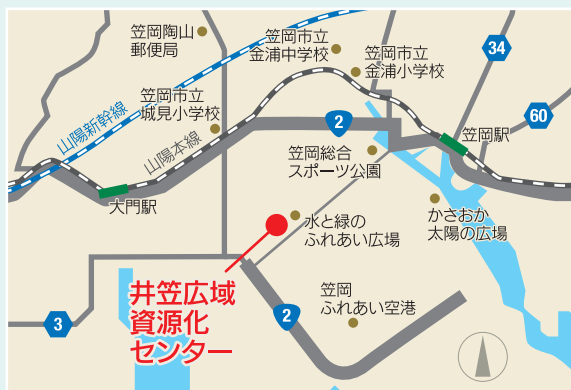 笠岡陶山
郵便局
笠岡市立
金浦中学校
笠岡市立
金浦小学校
34
60
山陽新幹線
笠岡市立
城見小学校
山陽本線
2
笠岡駅
笠岡総合
スポーツ公園
大門駅
かさおか
太陽の広場
水と緑の
ふれあい広場
井笠広域
資源化
センター
3
2
笠岡
ふれあい空港